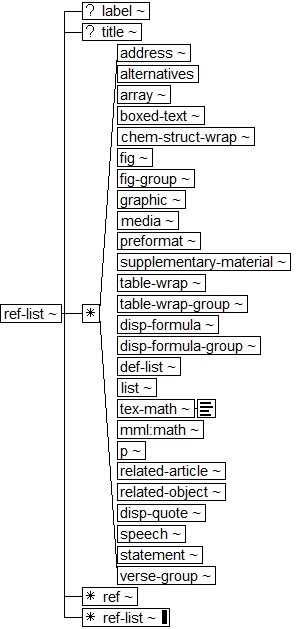 ? label ~
? title ~
address ~
alternatives
array ~
boxed-text ~
chem-struct-wrap ~
fig ~
fig-group ~
graphic ~
media ~
preformat ~
supplementary-material ~
table-wrap ~
table-wrap-group ~
disp-formula ~
disp-formula-group ~
def-list ~
list ~
ref-list ~
*
tex-math ~
mml:math ~
p ~
related-article ~
related-object ~
disp-quote ~
speech ~
statement ~
verse-group ~
* ref ~
* ref-list ~